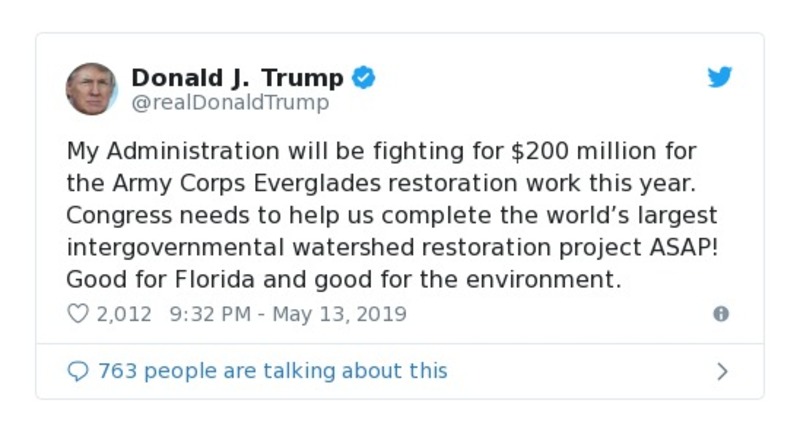 Donald J. Trump
@realDonaldTrump
My Administration will be fighting for $200 million for
the Army Corps Everglades restoration work this year.
Congress needs to help us complete the world’s largest
intergovernmental watershed restoration project ASAP!
Good for Florida and good for the environment.
2,012 9:32 PM - May 13, 2019
763 people are talking about this